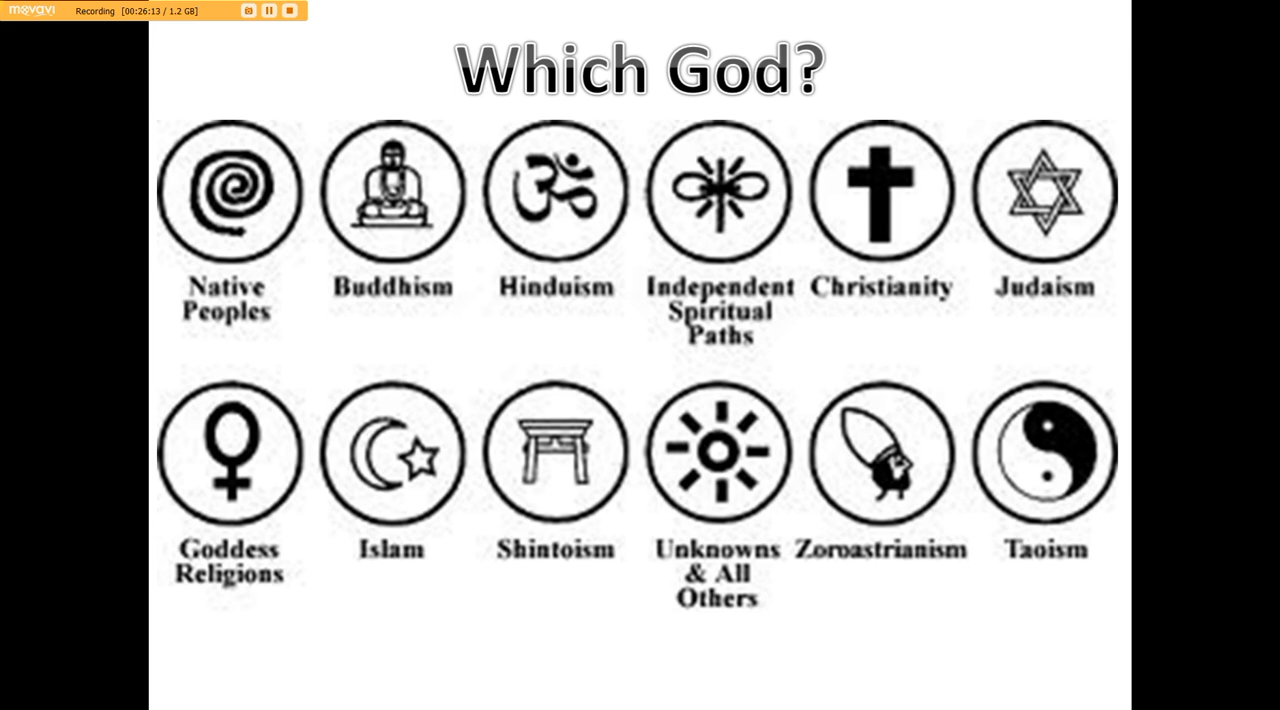 movavi Recording [00:26:13 / 1.2 GB]
Which God?
Native
Peoples
Buddhism
Hinduism
Independent
Spiritual
Paths
Christianity
Judaism
Goddess
Religions
Islam
Shintoism
Unknowns
& All
Others
Zoroastrianism
Taoism